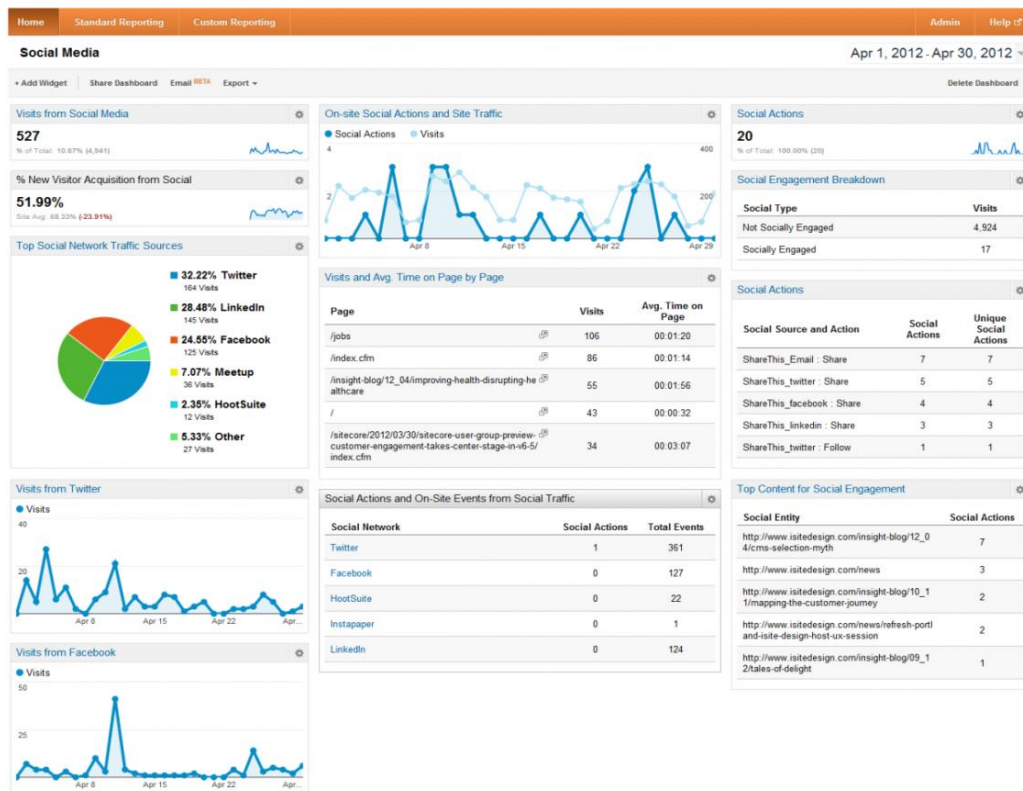 Home Standard Reporting Custom Reporting Admin Help
Social Media Apr 1, 2012 - Apr 30, 2012
+ Add Widget Share Dashboard Email BETA Export Delete Dashboard
Visits from Social Media
527
% of Total: 10.67% (4,941)
% New Visitor Acquisition from Social
51.99%
Site Avg: 68.33% (-23.91%)
Top Social Network Traffic Sources
32.22% Twitter
164 Visits
28.48% LinkedIn
145 Visits
24.55% Facebook
125 Visits
7.07% Meetup
36 Visits
2.35% HootSuite
12 Visits
5.33% Other
27 Visits
Visits from Twitter
Visits
40
20
Apr 8 Apr 15 Apr 22 Apr...
Visits from Facebook
Visits
50
25
Apr 8 Apr 15 Apr 22 Apr...
On-site Social Actions and Site Traffic
Social Actions Visits
4 400
2 200
Apr 8 Apr 15 Apr 22 Apr 29
Visits and Avg. Time on Page by Page
Page Visits Avg. Time on
Page
/jobs 106 00:01:20
/index.cfm 86 00:01:14
/insight-blog/12_04/improving-health-disrupting-he
althcare 55 00:01:56
/ 43 00:00:32
/sitecore/2012/03/30/sitecore-user-group-preview-
customer-engagement-takes-center-stage-in-v6-5/ 34 00:03:07
index.cfm
Social Actions and On-Site Events from Social Traffic
Social Network Social Actions Total Events
Twitter 1 361
Facebook 0 127
HootSuite 0 22
Instapaper 0 1
LinkedIn 0 124
Social Actions
20
% of Total: 100.00% (20)
Social Engagement Breakdown
Social Type Visits
Not Socially Engaged 4,924
Socially Engaged 17
Social Actions
Social Source and Action Social
Actions Unique
Social
Actions
ShareThis_Email : Share 7 7
ShareThis_twitter : Share 5 5
ShareThis_facebook : Share 4 4
ShareThis_linkedin : Share 3 3
ShareThis_twitter : Follow 1 1
Top Content for Social Engagement
Social Entity Social Actions
http://www.isitedesign.com/insight-blog/12_0
4/cms-selection-myth 7
http://www.isitedesign.com/news 3
http://www.isitedesign.com/insight-blog/10_1
1/mapping-the-customer-journey 2
http://www.isitedesign.com/news/refresh-portl
and-isite-design-host-ux-session 2
http://www.isitedesign.com/insight-blog/09_1
2/tales-of-delight 1